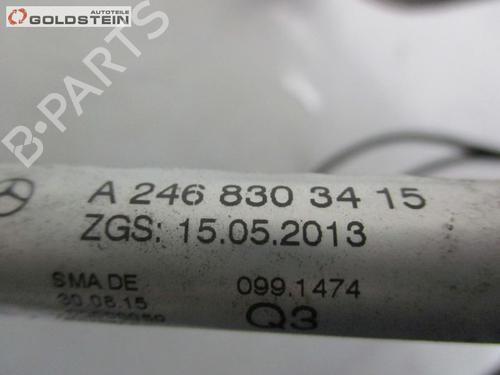 AUTOTEILE
GOLDSTEIN
B-PARTS
A 246 830 34 15
ZGS: 15.05.2013
SMA DE
099.1474
30.08.15
Q3